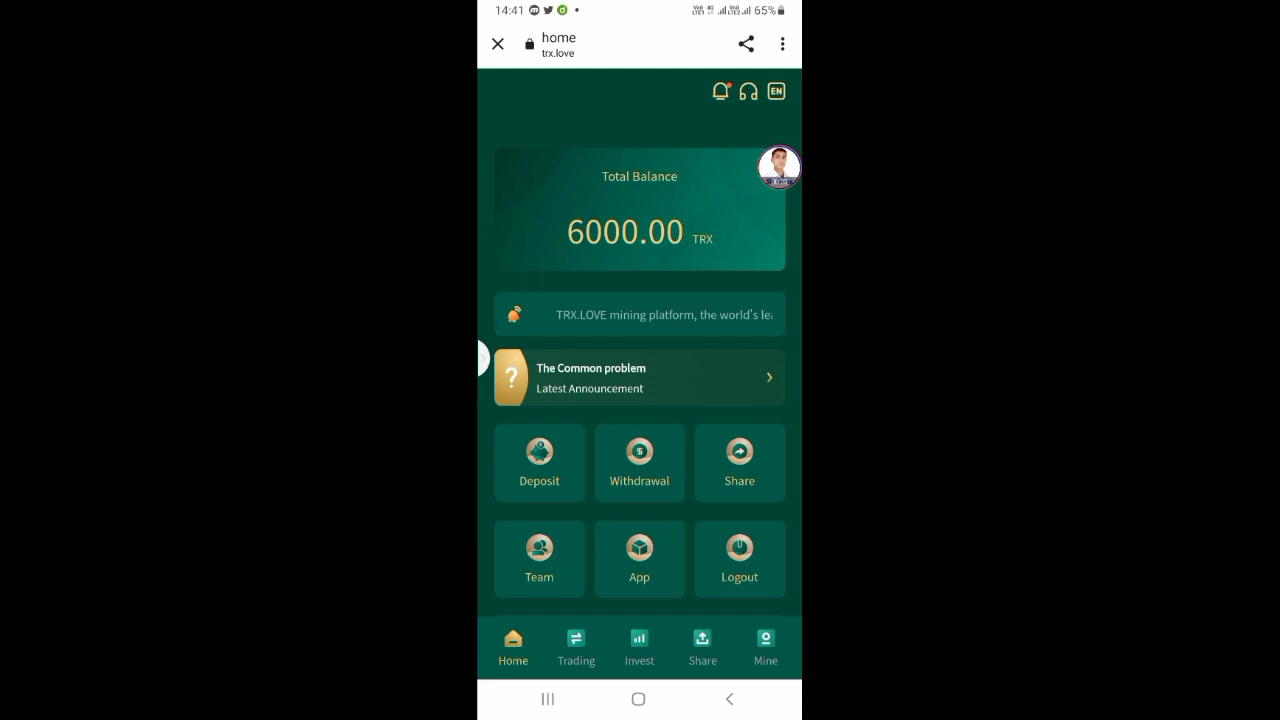 14:41
65%
home
trx.love
EN
Total Balance
6000.00 TRX
TRX.LOVE mining platform, the world's lea
?
The Common problem
Latest Announcement
Deposit
Withdrawal
Share
Team
App
Logout
Home
Trading
Invest
Share
Mine